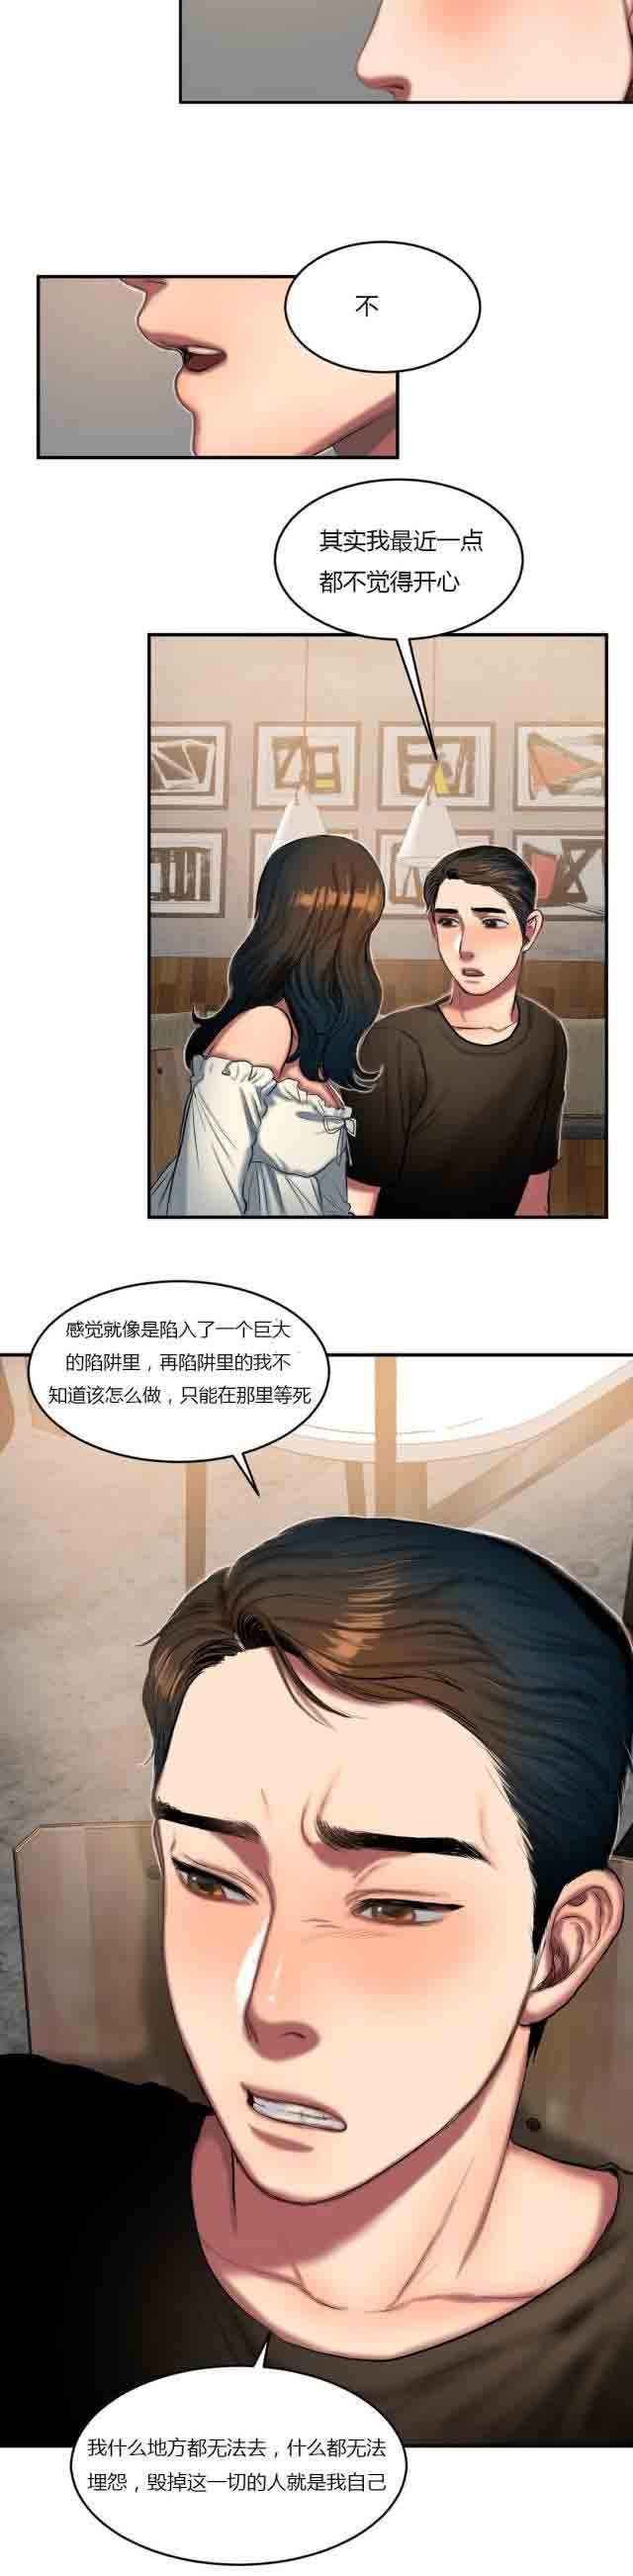 不
其实我最近一点
都不觉得开心
感觉就像是陷入了一个巨大
的陷阱里，再陷阱里的我不
知道该怎么做，只能在那里等死
我什么地方都无法去，什么都无法
埋怨，毁掉这一切的人就是我自己